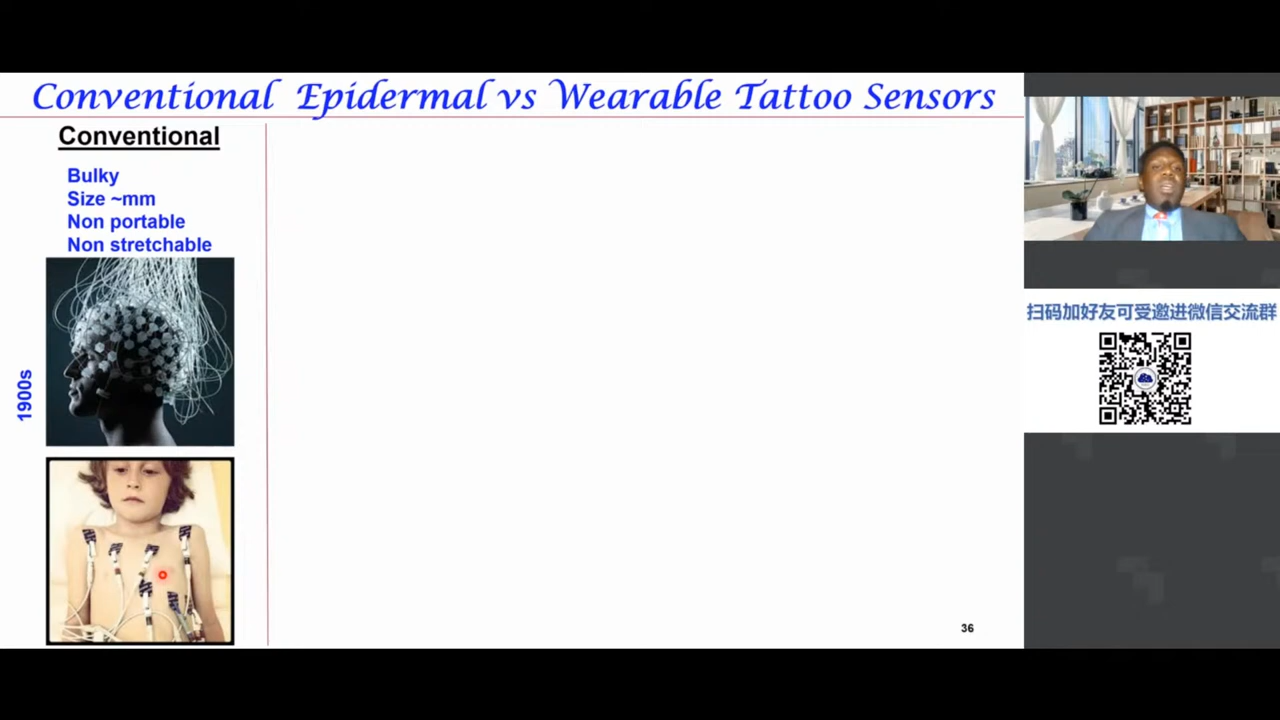 Conventional Epidermal vs Wearable Tattoo Sensors
Conventional
Bulky
Size ~mm
Non portable
Non stretchable
1900s
36
扫码加好友可受邀进微信交流群